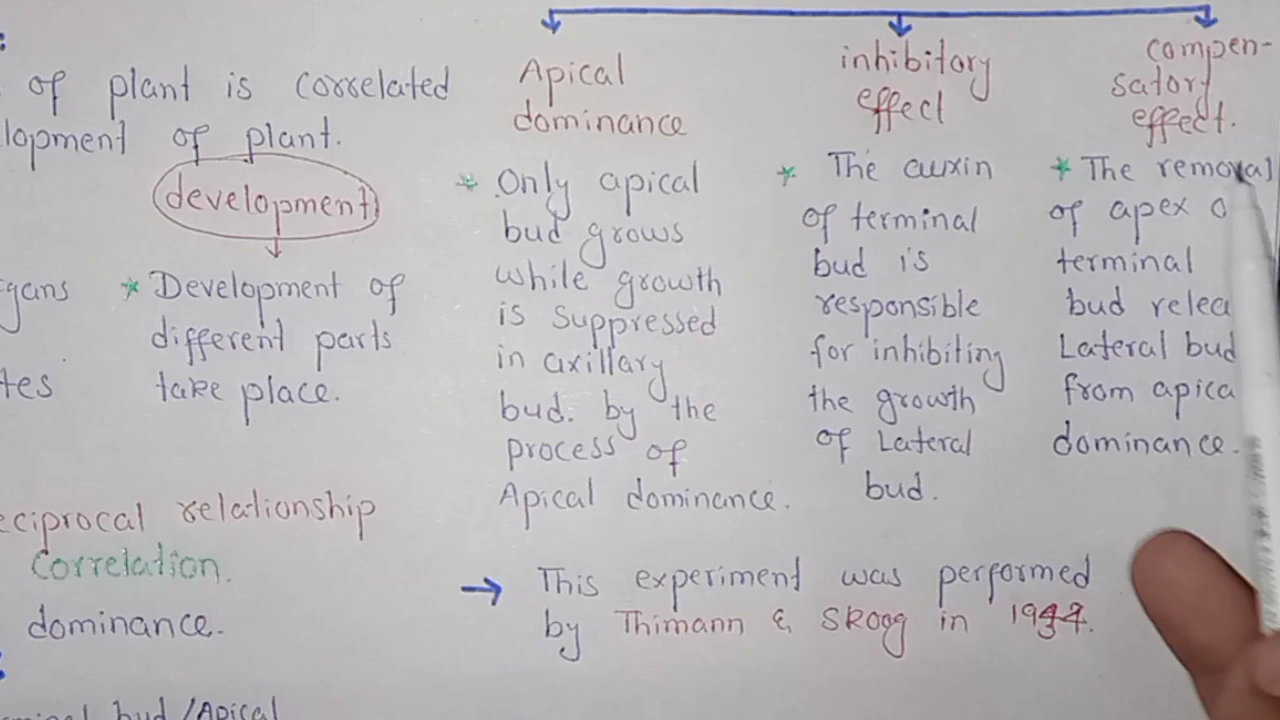 :
of plant is correlated
lopment of plant.
development
* Development of
different parts
take place.
gans
tes
eciprocal relationship
Correlation.
dominance.
minal bud / Apical
Apical
dominance
* Only apical
bud grows
while growth
is suppressed
in axillary
bud. by the
process of
Apical dominance.
inhibitory
effect
* The auxin
of terminal
bud is
responsible
for inhibiting
the growth
of Lateral
bud.
compen-
satory
effect.
* The removal
of apex o
terminal
bud relea
Lateral bud
from apica
dominance.
→ This experiment was performed
by Thimann & Skoog in